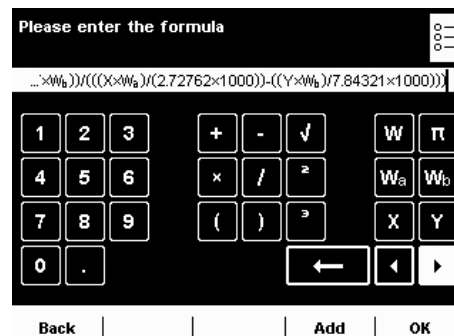 Please enter the formula
...×Wb))/(((X×Wa)/(2.72762×1000))-((Y×Wb)/7.84321×1000)))
1 2 3 + - √ W π
4 5 6 × / ² Wa Wb
7 8 9 ( ) ³ X Y
0 .
Back Add OK